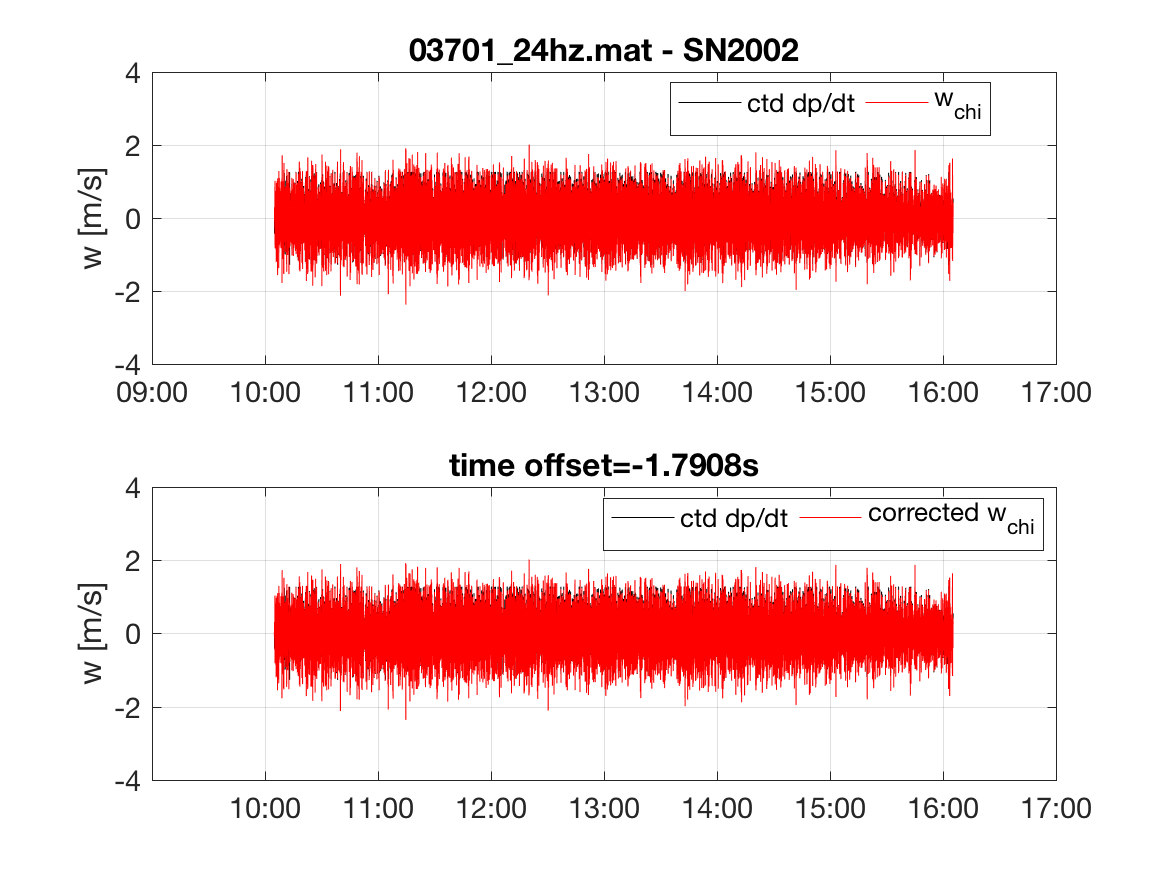 03701_24hz.mat - SN2002
4
ctd dp/dt w_chi
2
0
-2
-4
w [m/s]
09:00 10:00 11:00 12:00 13:00 14:00 15:00 16:00 17:00
time offset=-1.7908s
4
ctd dp/dt corrected w_chi
2
0
-2
-4
w [m/s]
10:00 11:00 12:00 13:00 14:00 15:00 16:00 17:00